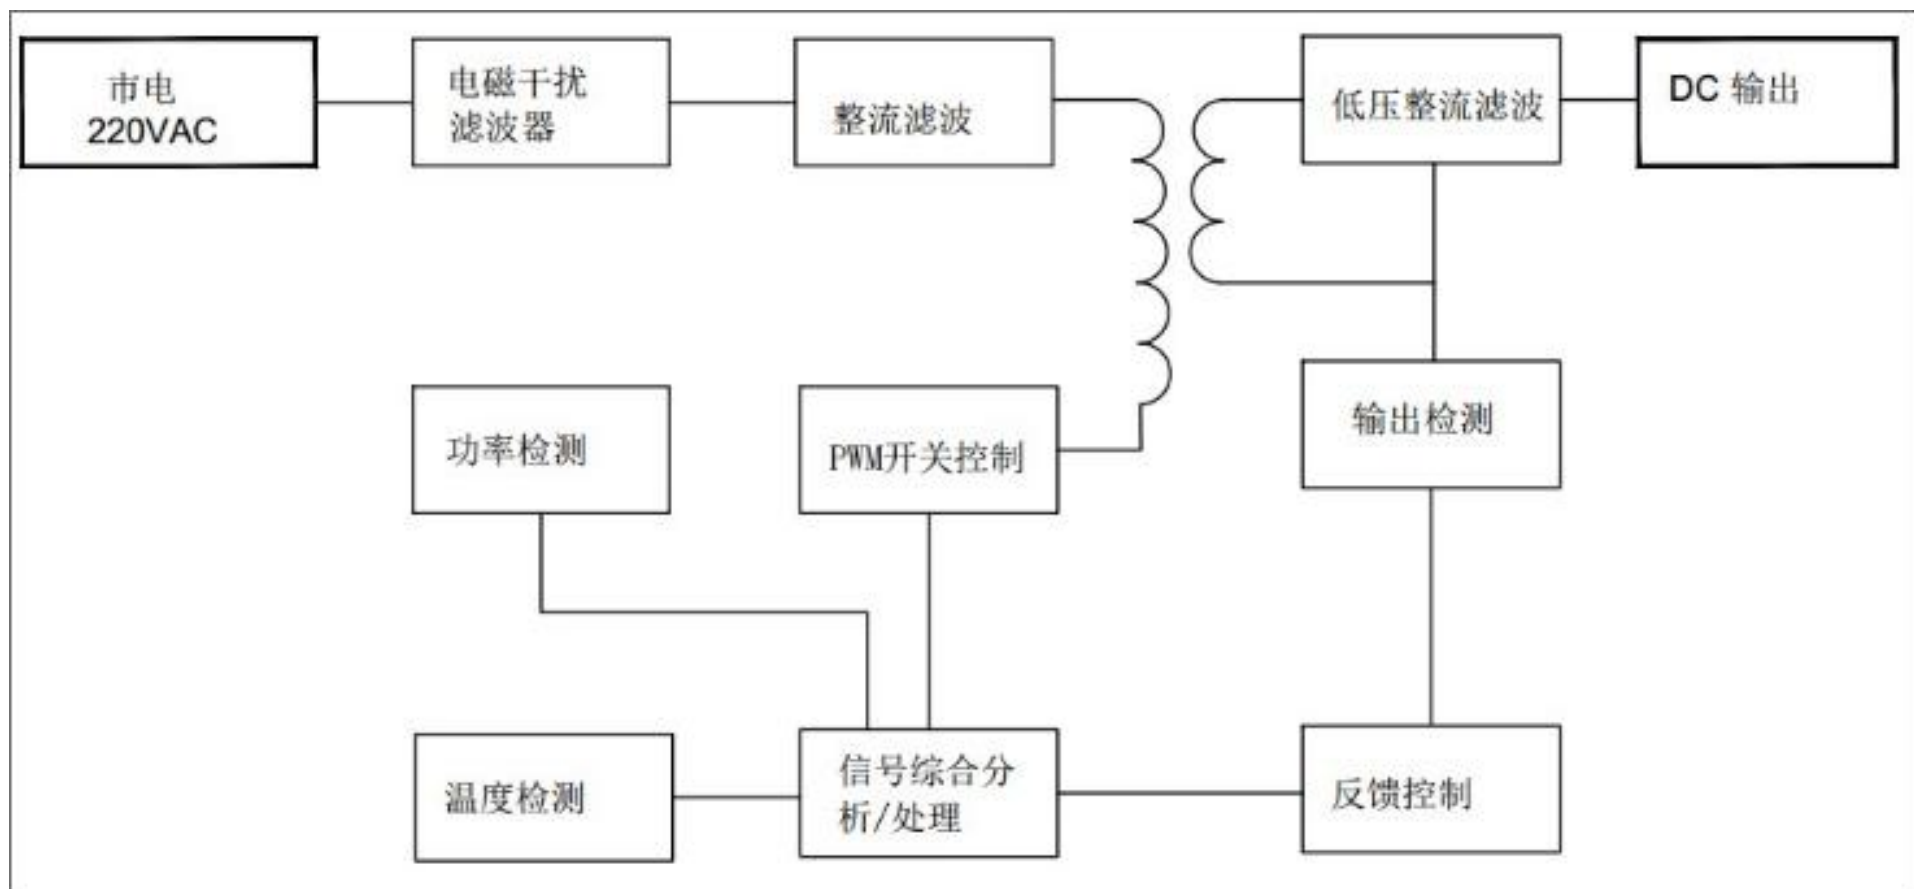 市电
220VAC
电磁干扰
滤波器
整流滤波
低压整流滤波
DC 输出
功率检测
PWM开关控制
输出检测
温度检测
信号综合分
析/处理
反馈控制